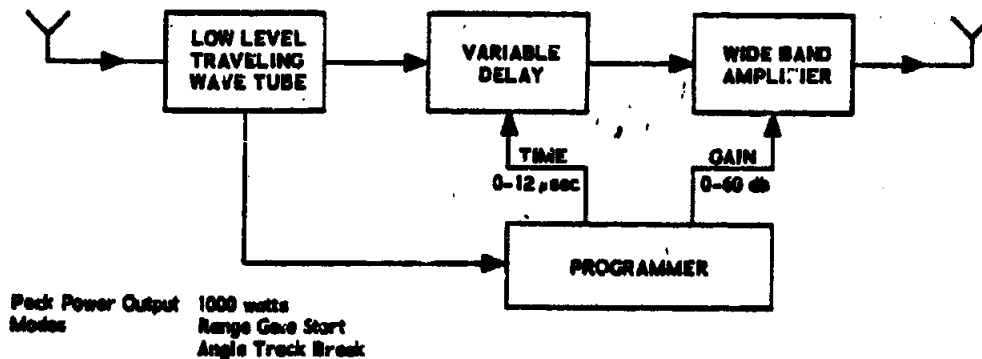 LOW LEVEL
TRAVELING
WAVE TUBE
VARIABLE
DELAY
WIDE BAND
AMPLIFIER
TIME
0-12 µsec
GAIN
0-60 db
PROGRAMMER
Peak Power Output 1000 watts
Modes Range Gate Start
Angle Track Break